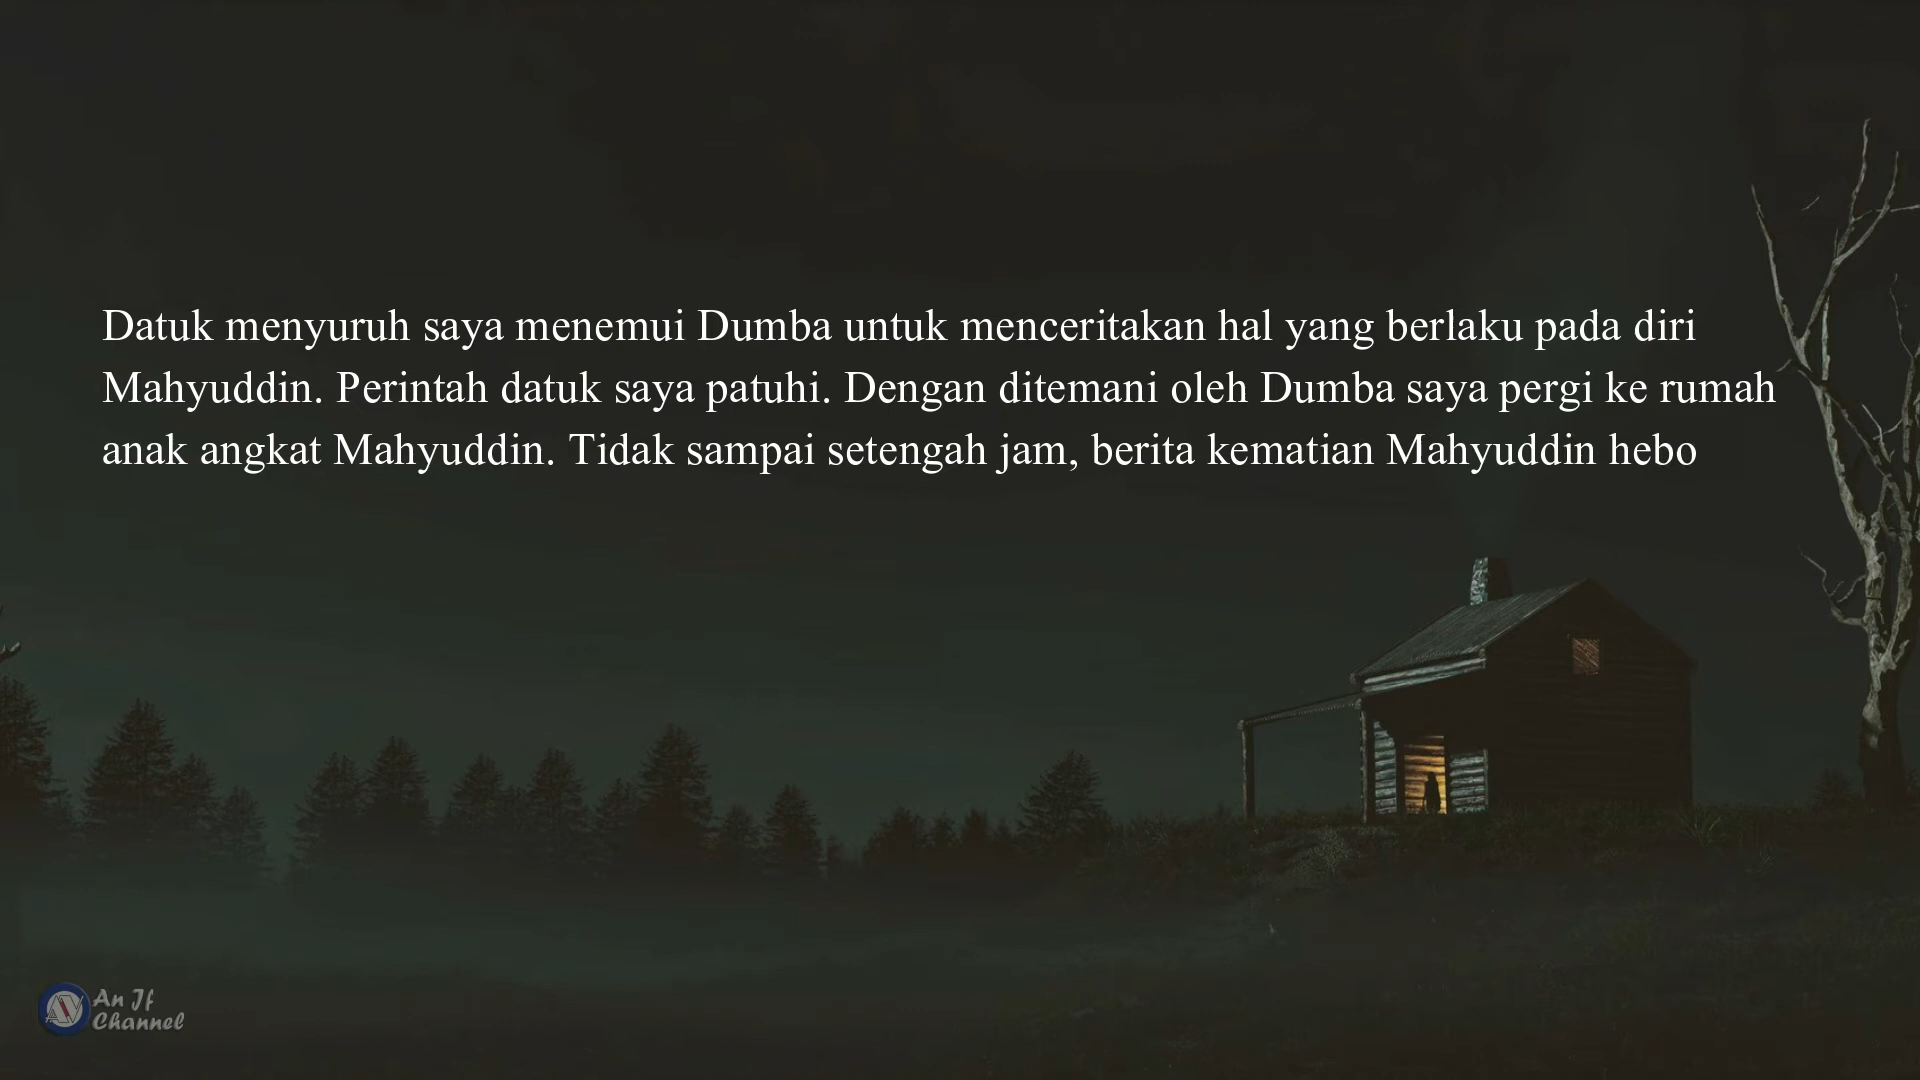 Datuk menyuruh saya menemui Dumba untuk menceritakan hal yang berlaku pada diri
Mahyuddin. Perintah datuk saya patuhi. Dengan ditemani oleh Dumba saya pergi ke rumah
anak angkat Mahyuddin. Tidak sampai setengah jam, berita kematian Mahyuddin hebo
An If
Channel